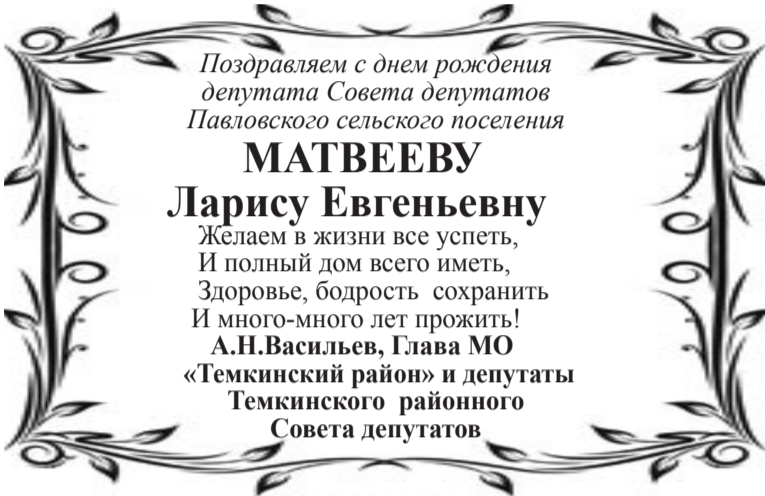 Поздравляем с днем рождения
депутата Совета депутатов
Павловского сельского поселения
МАТВЕЕВУ
Ларису Евгеньевну
Желаем в жизни все успеть,
И полный дом всего иметь,
Здоровье, бодрость  сохранить
И много-много лет прожить!
А.Н.Васильев, Глава МО
«Темкинский район» и депутаты
Темкинского  районного
Совета депутатов